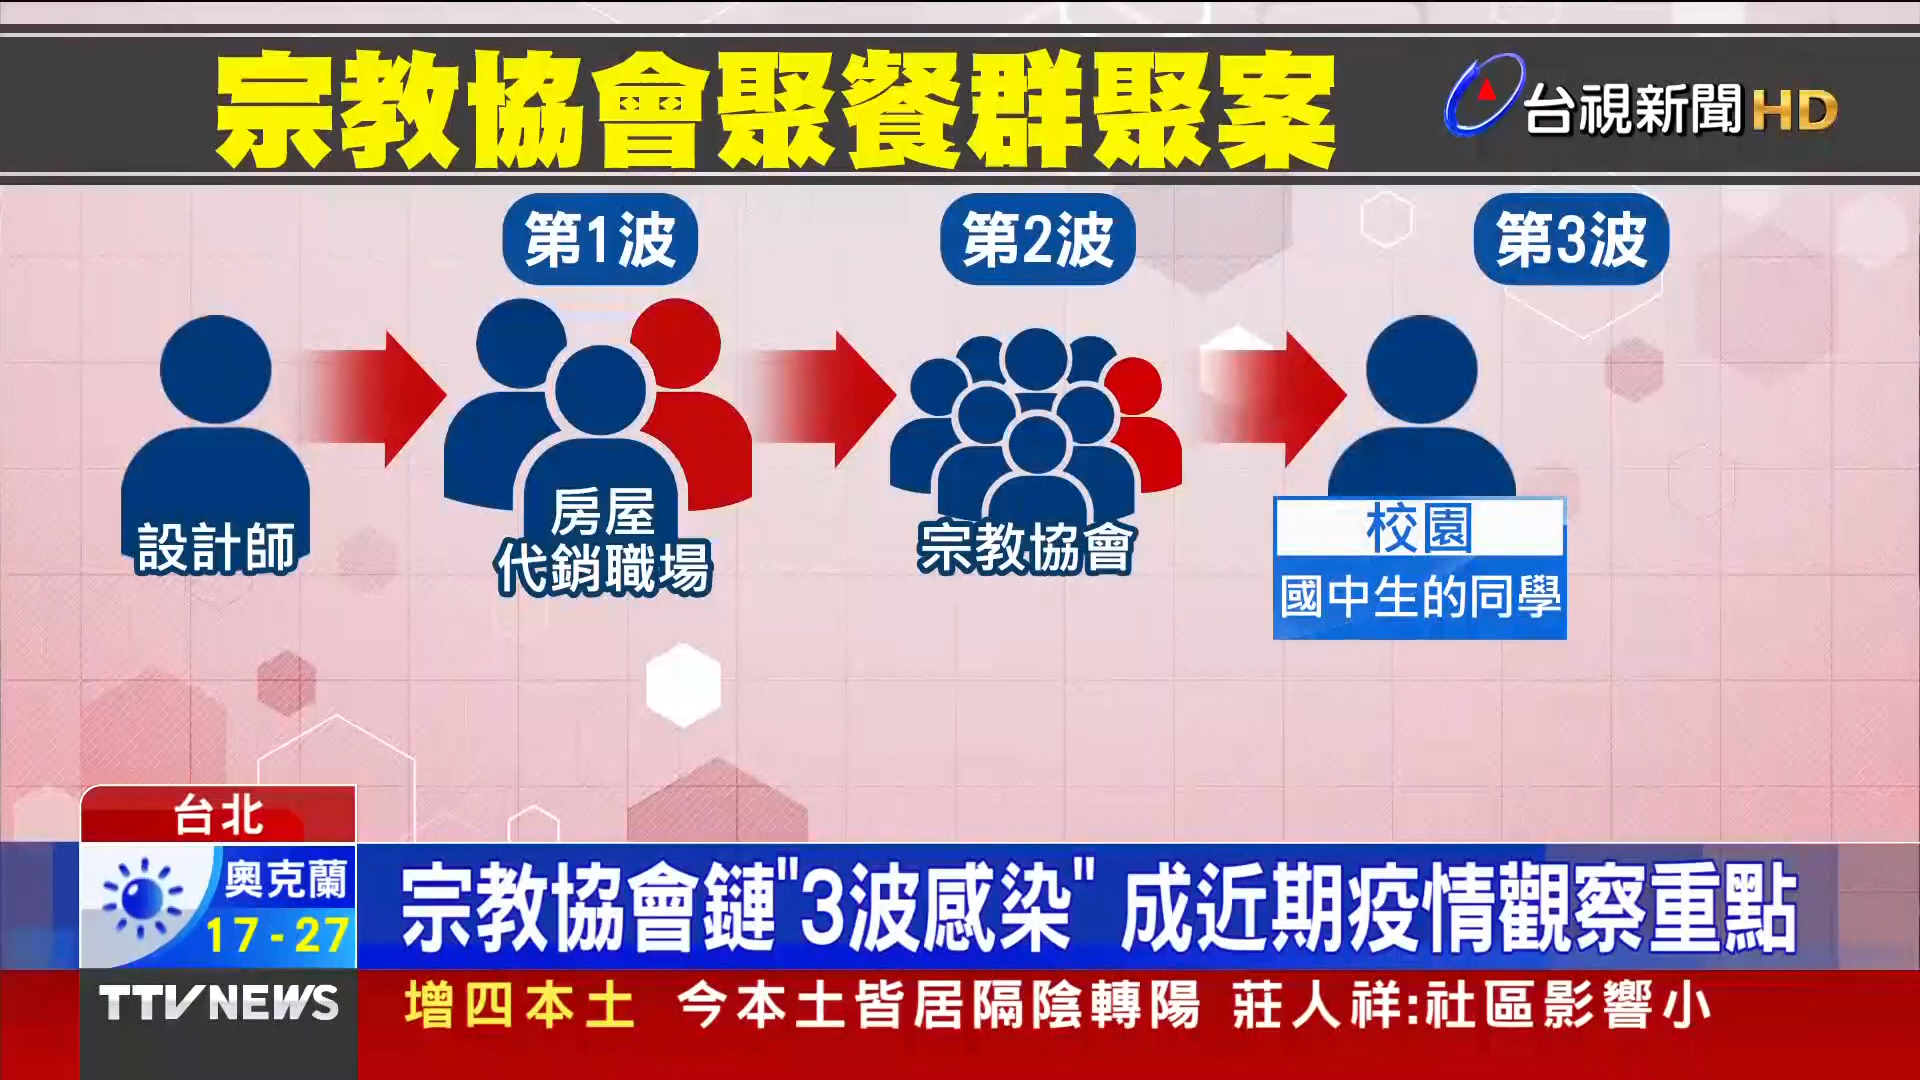 宗教協會聚餐群聚案
台視新聞HD
第1波
第2波
第3波
設計師
房屋
代銷職場
宗教協會
校園
國中生的同學
台北
奧克蘭
17-27
宗教協會鏈"3波感染" 成近期疫情觀察重點
TTV NEWS
增四本土 今本土皆居隔陰轉陽 莊人祥:社區影響小